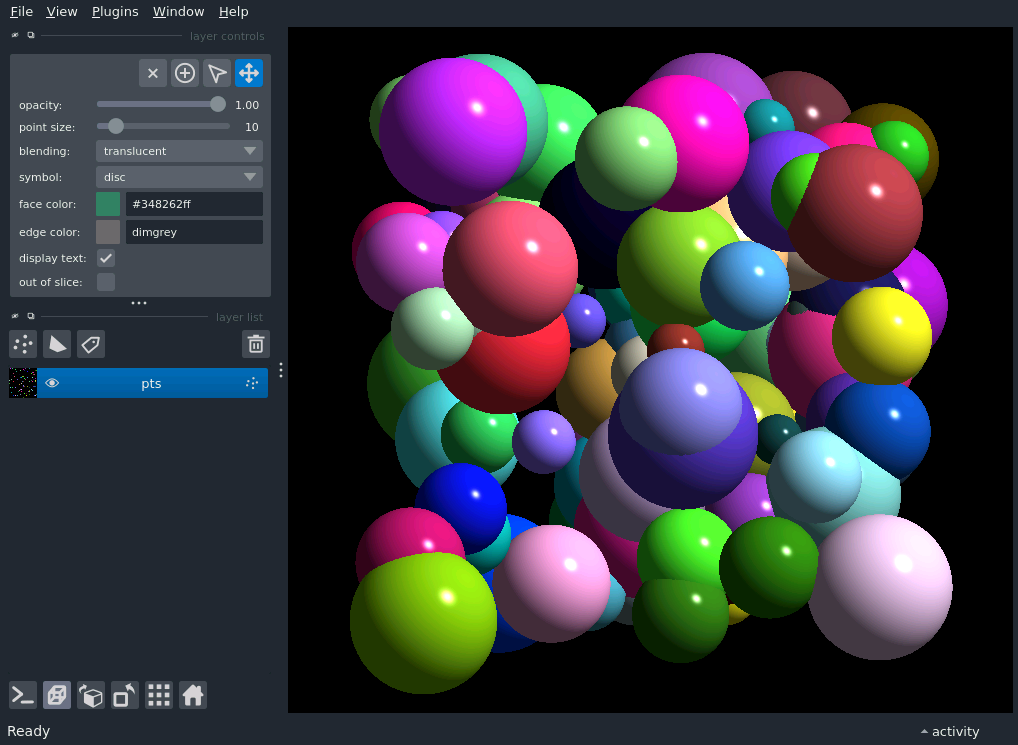 File View Plugins Window Help
layer controls
opacity: 1.00
point size: 10
blending: translucent
symbol: disc
face color: #348262ff
edge color: dimgrey
display text:
out of slice:
layer list
pts
Ready
activity